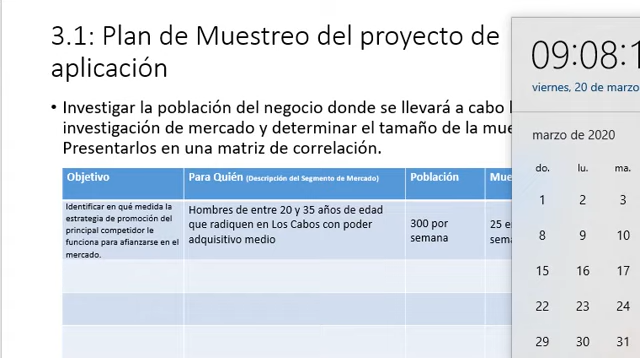 3.1: Plan de Muestreo del proyecto de
aplicación
• Investigar la población del negocio donde se llevará a cabo
investigación de mercado y determinar el tamaño de la
Presentarlos en una matriz de correlación.
Objetivo
Para Quién (Descripción del Segmento de Mercado)
Población
Identificar en qué medida la
estrategia de promoción del
principal competidor le
funciona para afianzarse en el
mercado.
Hombres de entre 20 y 35 años de edad
que radiquen en Los Cabos con poder
adquisitivo medio
300 por
semana
25
09:08:1
viernes, 20 de marzo
marzo de 2020
do. lu. ma.
1 2 3
8 9 10
15 16 17
22 23 24
29 30 31